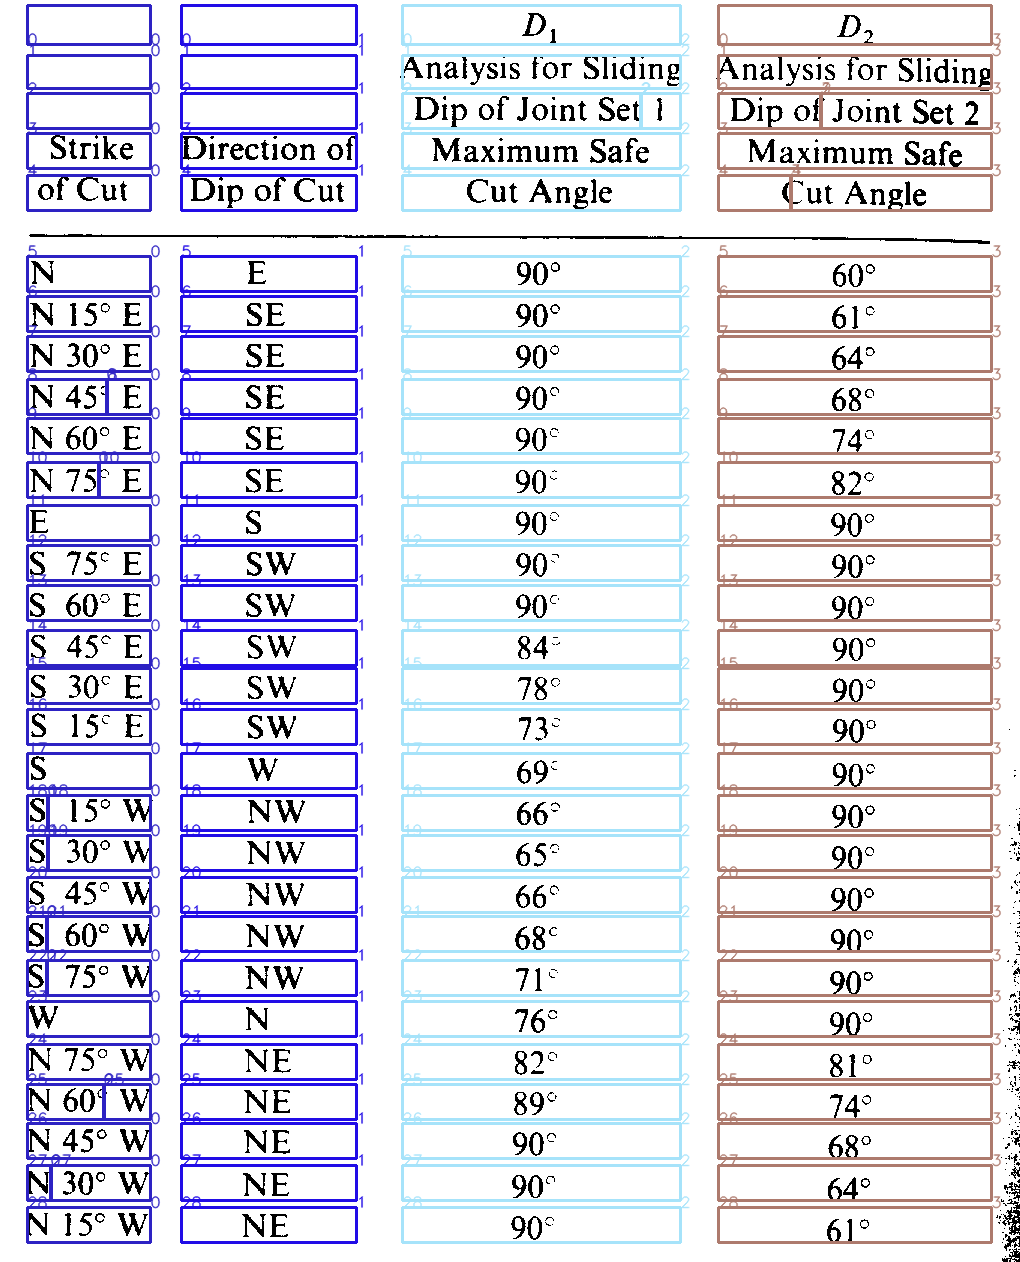 D1 D2
Analysis for Sliding Analysis for Sliding
Dip of Joint Set 1 Dip of Joint Set 2
Strike Direction of Maximum Safe Maximum Safe
of Cut Dip of Cut Cut Angle Cut Angle
N E 90° 60°
N 15° E SE 90° 61°
N 30° E SE 90° 64°
N 45° E SE 90° 68°
N 60° E SE 90° 74°
N 75° E SE 90° 82°
E S 90° 90°
S 75° E SW 90° 90°
S 60° E SW 90° 90°
S 45° E SW 84° 90°
S 30° E SW 78° 90°
S 15° E SW 73° 90°
S W 69° 90°
S 15° W NW 66° 90°
S 30° W NW 65° 90°
S 45° W NW 66° 90°
S 60° W NW 68° 90°
S 75° W NW 71° 90°
W N 76° 90°
N 75° W NE 82° 81°
N 60° W NE 89° 74°
N 45° W NE 90° 68°
N 30° W NE 90° 64°
N 15° W NE 90° 61°